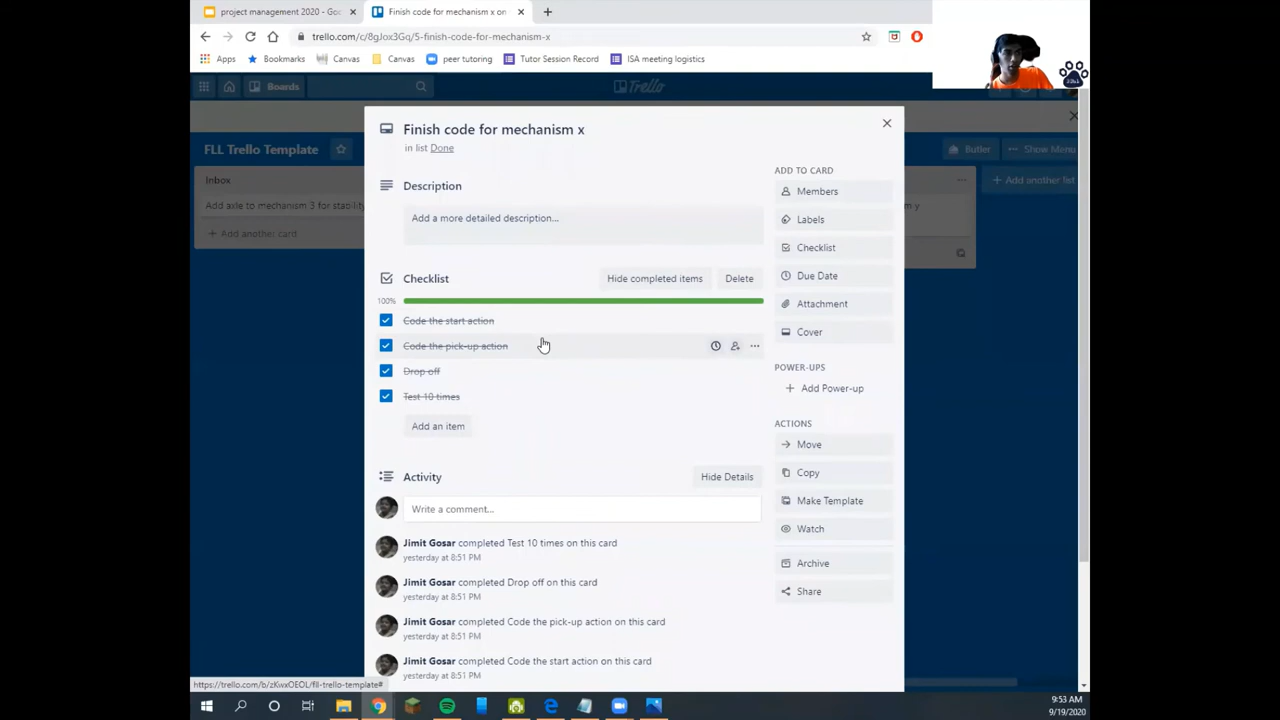 project management 2020 - Goo
Finish code for mechanism x on
trello.com/c/8gJox3Gq/5-finish-code-for-mechanism-x
Apps
Bookmarks
Canvas
Canvas
peer tutoring
Tutor Session Record
ISA meeting logistics
Boards
Trello
FLL Trello Template
Butler
Show Menu
Inbox
Add axle to mechanism 3 for stability
+ Add another card
+ Add another list
y
Finish code for mechanism x
in list Done
Description
Add a more detailed description...
Checklist
Hide completed items
Delete
100%
Code the start action
Code the pick-up action
Drop off
Test 10 times
Add an item
Activity
Hide Details
Write a comment...
Jimit Gosar completed Test 10 times on this card
yesterday at 8:51 PM
Jimit Gosar completed Drop off on this card
yesterday at 8:51 PM
Jimit Gosar completed Code the pick-up action on this card
yesterday at 8:51 PM
Jimit Gosar completed Code the start action on this card
yesterday at 8:51 PM
ADD TO CARD
Members
Labels
Checklist
Due Date
Attachment
Cover
POWER-UPS
+ Add Power-up
ACTIONS
Move
Copy
Make Template
Watch
Archive
Share
https://trello.com/b/zKwxOEOL/fll-trello-template#
9:53 AM
9/19/2020